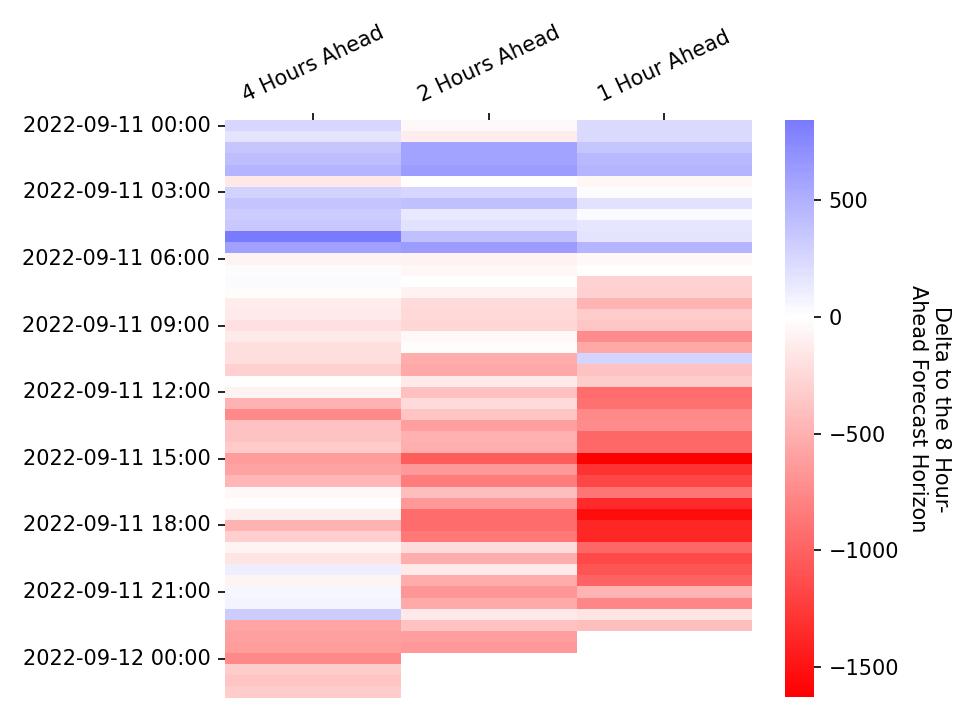 4 Hours Ahead
2 Hours Ahead
1 Hour Ahead
2022-09-11 00:00
2022-09-11 03:00
2022-09-11 06:00
2022-09-11 09:00
2022-09-11 12:00
2022-09-11 15:00
2022-09-11 18:00
2022-09-11 21:00
2022-09-12 00:00
500
0
−500
−1000
−1500
Delta to the 8 Hour-
Ahead Forecast Horizon